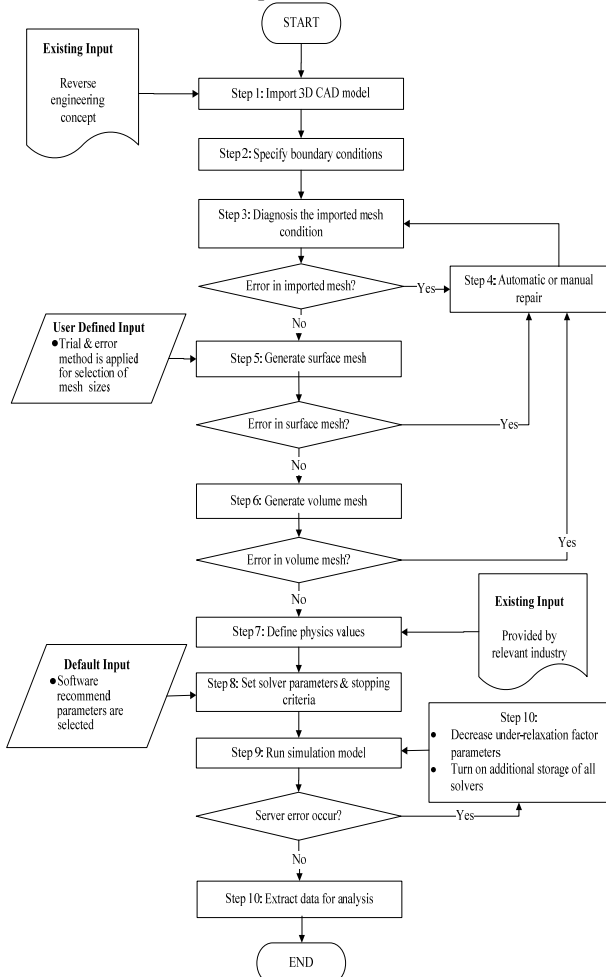 START
Existing Input
Reverse
engineering
concept
Step 1: Import 3D CAD model
Step 2: Specify boundary conditions
Step 3: Diagnosis the imported mesh
condition
Error in imported mesh?
Yes
Step 4: Automatic or manual
repair
No
User Defined Input
●Trial & error
method is applied
for selection of
mesh sizes
Step 5: Generate surface mesh
Error in surface mesh?
Yes
No
Step 6: Generate volume mesh
Error in volume mesh?
Yes
No
Existing Input
Provided by
relevant industry
Step 7: Define physics values
Default Input
●Software
recommend
parameters are
selected
Step 8: Set solver parameters & stopping
criteria
Step 10:
● Decrease under-relaxation factor
parameters
● Turn on additional storage of all
solvers
Step 9: Run simulation model
Server error occur?
Yes
No
Step 10: Extract data for analysis
END